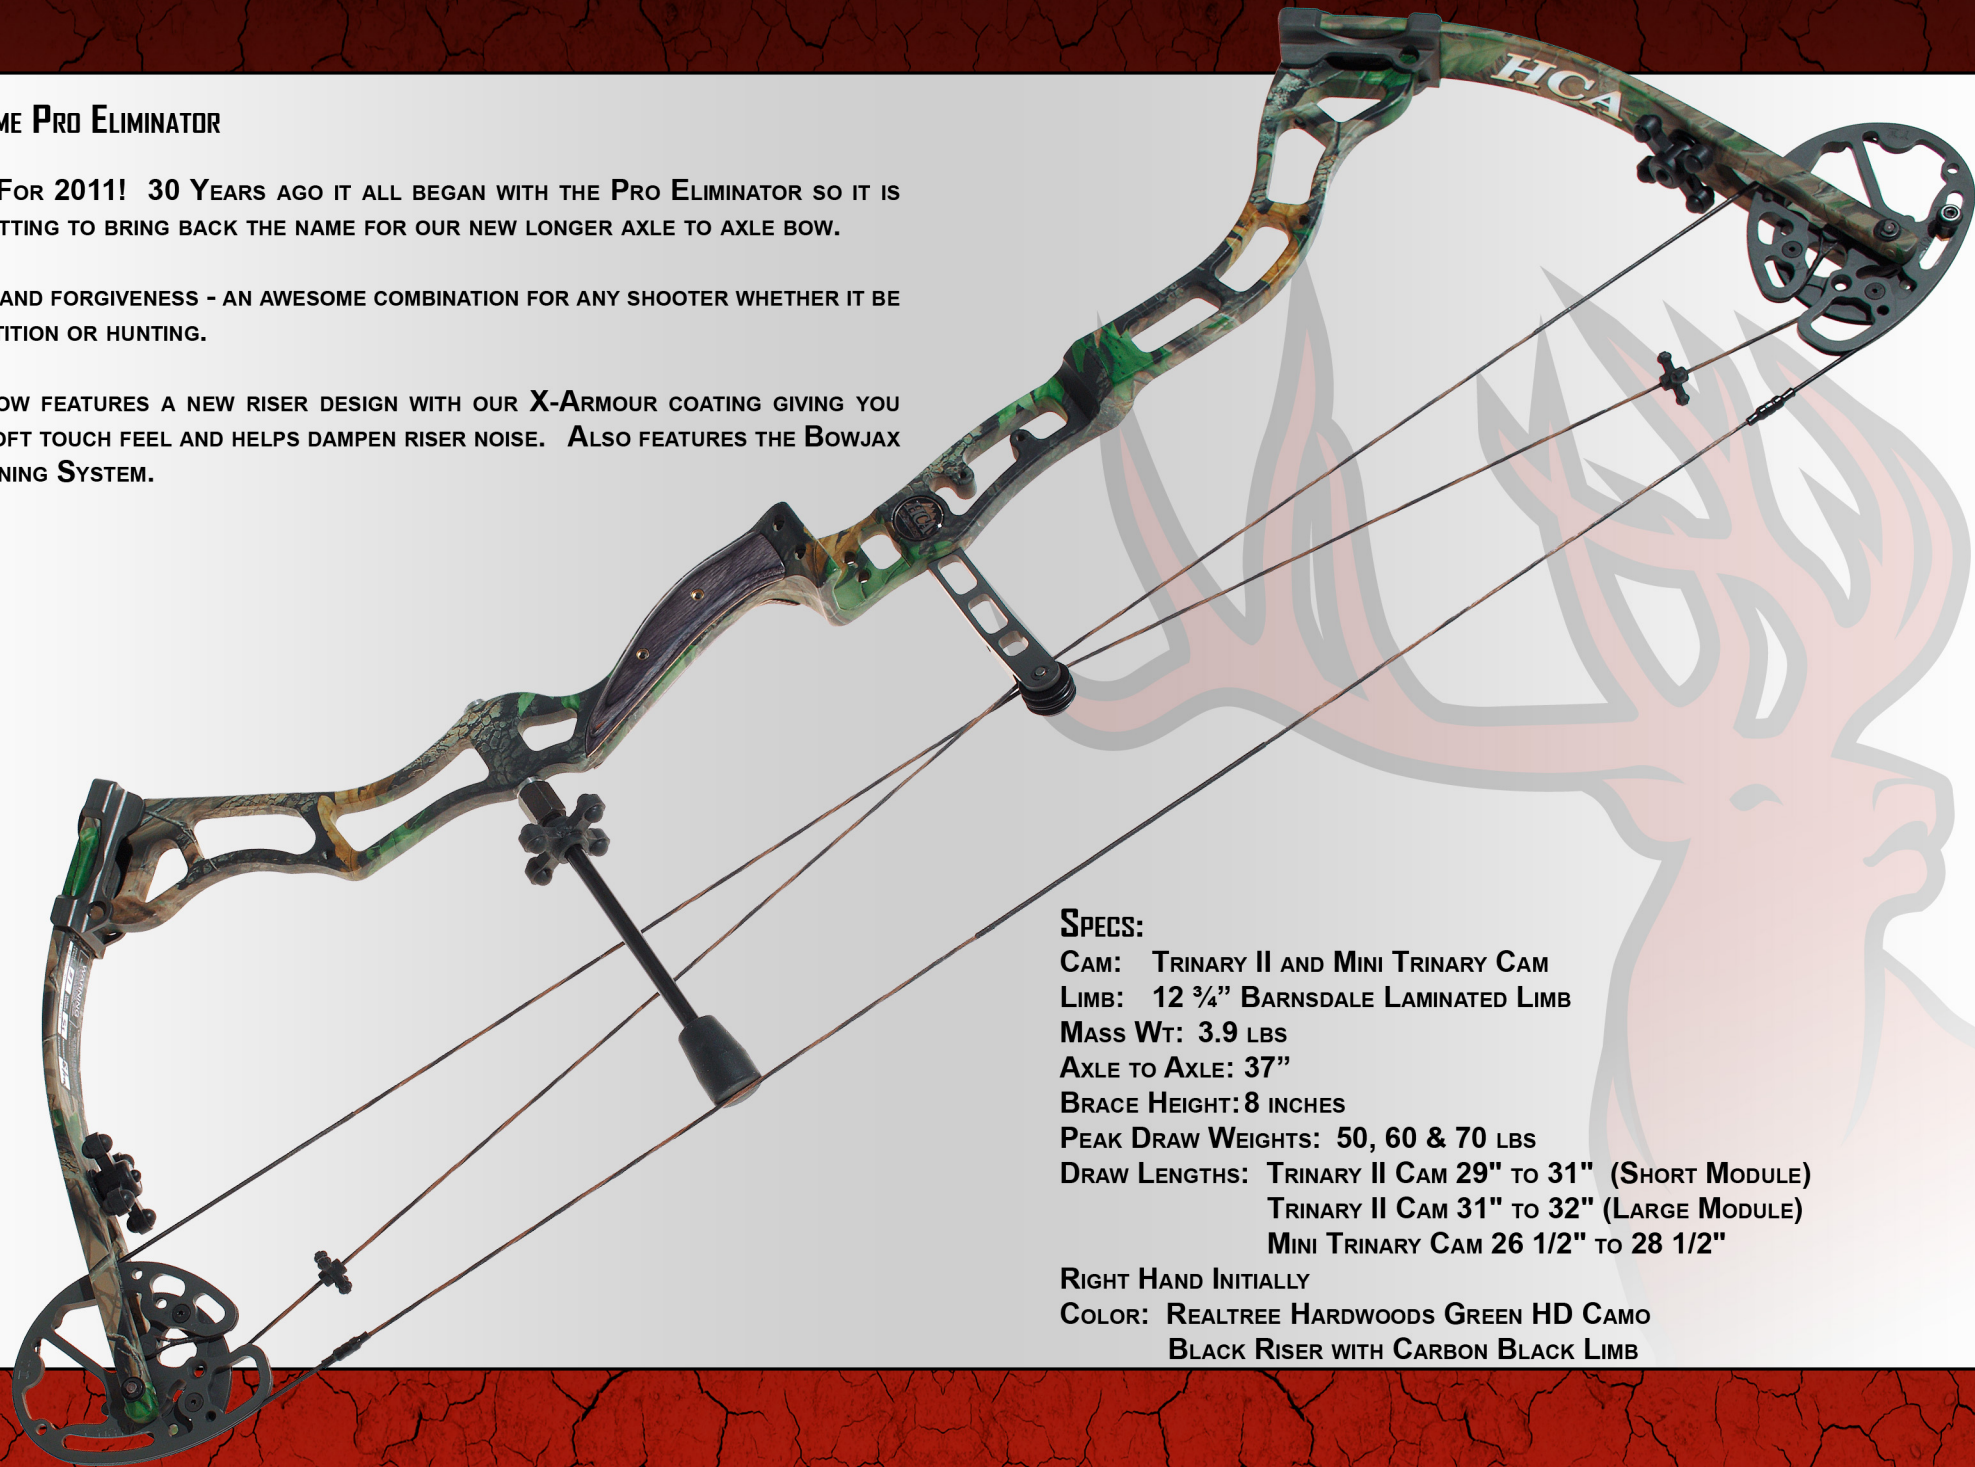 ME PRO ELIMINATOR
FOR 2011! 30 YEARS AGO IT ALL BEGAN WITH THE PRO ELIMINATOR SO IT IS
TTING TO BRING BACK THE NAME FOR OUR NEW LONGER AXLE TO AXLE BOW.
AND FORGIVENESS - AN AWESOME COMBINATION FOR ANY SHOOTER WHETHER IT BE
TITION OR HUNTING.
OW FEATURES A NEW RISER DESIGN WITH OUR X-ARMOUR COATING GIVING YOU
OFT TOUCH FEEL AND HELPS DAMPEN RISER NOISE. ALSO FEATURES THE BOWJAX
NING SYSTEM.
HCA
HCA
WARNING
SPECS:
CAM: TRINARY II AND MINI TRINARY CAM
LIMB: 12 ¾” BARNSDALE LAMINATED LIMB
MASS WT: 3.9 LBS
AXLE TO AXLE: 37”
BRACE HEIGHT: 8 INCHES
PEAK DRAW WEIGHTS: 50, 60 & 70 LBS
DRAW LENGTHS: TRINARY II CAM 29" TO 31" (SHORT MODULE)
TRINARY II CAM 31" TO 32" (LARGE MODULE)
MINI TRINARY CAM 26 1/2" TO 28 1/2"
RIGHT HAND INITIALLY
COLOR: REALTREE HARDWOODS GREEN HD CAMO
BLACK RISER WITH CARBON BLACK LIMB